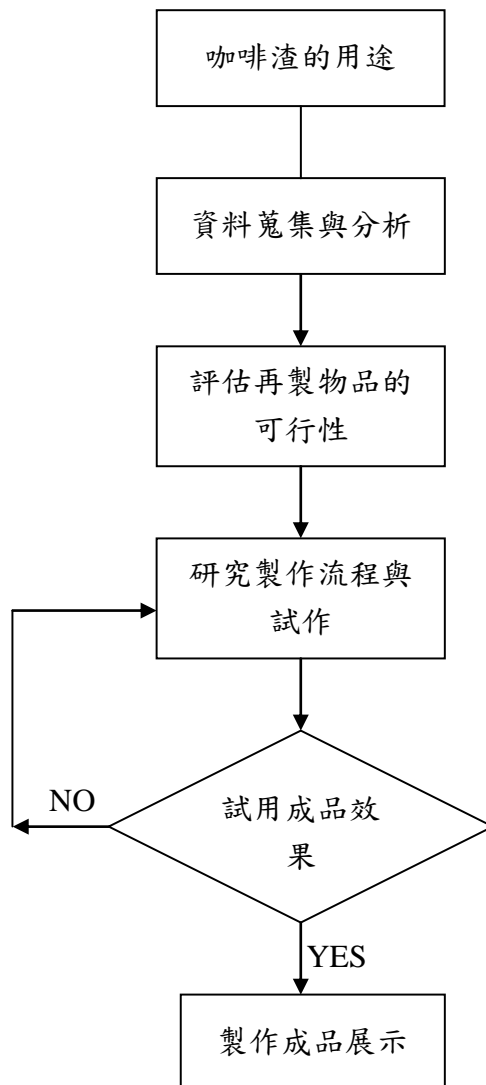 咖啡渣的用途
資料蒐集與分析
評估再製物品的
可行性
研究製作流程與
試作
NO
試用成品效
果
YES
製作成品展示